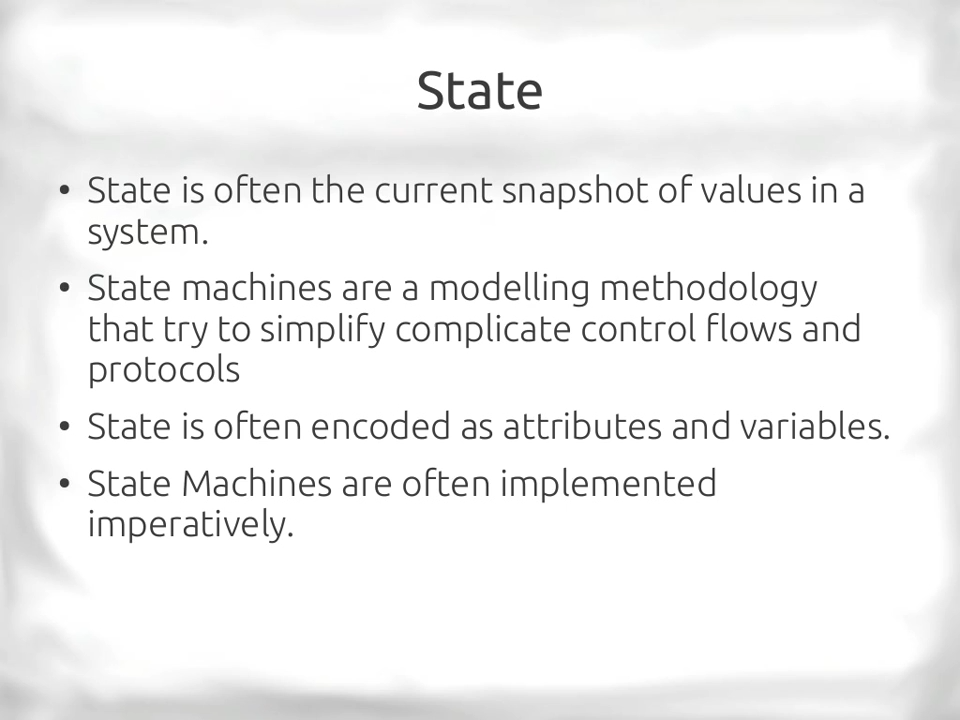 State
• State is often the current snapshot of values in a
system.
• State machines are a modelling methodology
that try to simplify complicate control flows and
protocols
• State is often encoded as attributes and variables.
• State Machines are often implemented
imperatively.